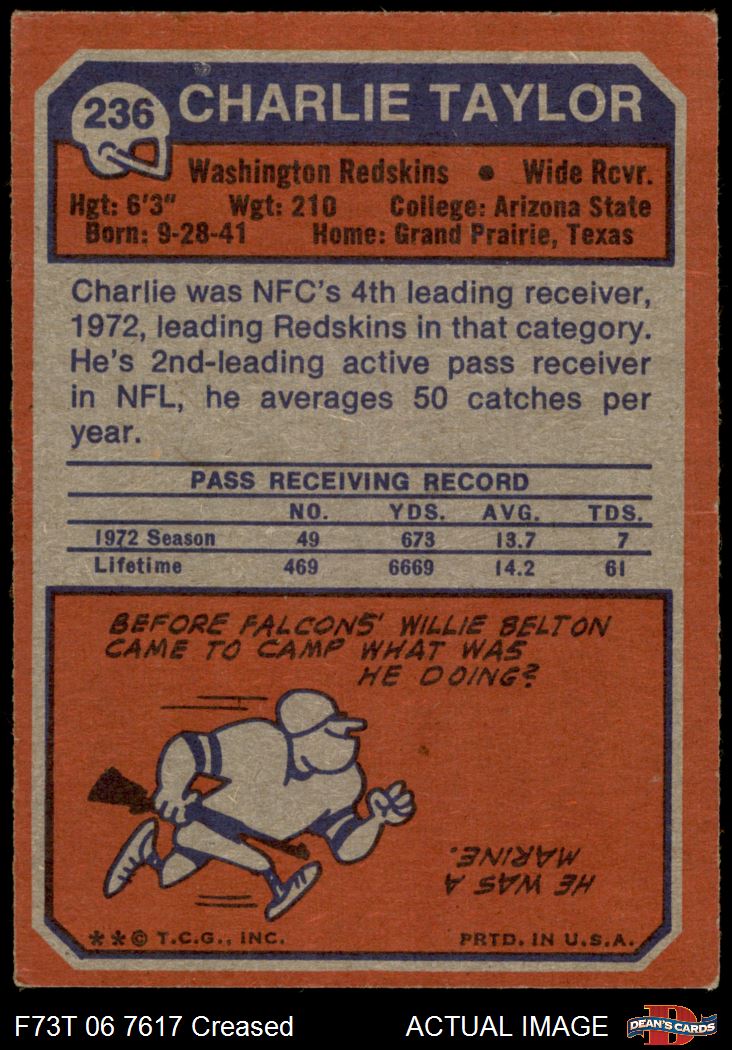 236 CHARLIE TAYLOR
Washington Redskins • Wide Rcvr.
Hgt: 6'3" Wgt: 210 College: Arizona State
Born: 9-28-41 Home: Grand Prairie, Texas
Charlie was NFC's 4th leading receiver,
1972, leading Redskins in that category.
He's 2nd-leading active pass receiver
in NFL, he averages 50 catches per
year.
PASS RECEIVING RECORD
NO. YDS. AVG. TDS.
1972 Season 49 673 13.7 7
Lifetime 469 6669 14.2 61
BEFORE FALCONS' WILLIE BELTON
CAME TO CAMP WHAT WAS
HE DOING?
HE WAS A
MARINE.
**© T.C.G., INC. PRTD. IN U.S.A.
F73T 06 7617 Creased ACTUAL IMAGE DEAN'S CARDS